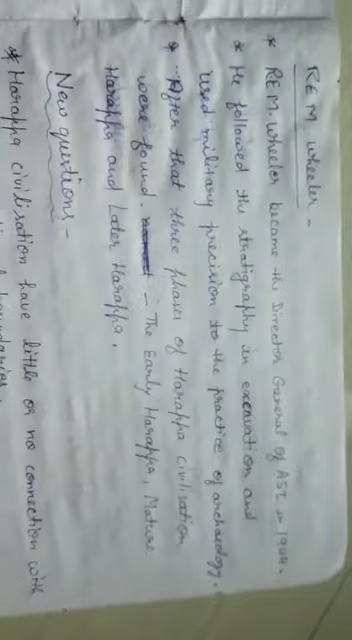 R.E.M. Wheeler -
* R.E.M. Wheeler became the Director General of ASI in 1944.
* He followed the stratigraphy in excavation and
used military precision to the practice of archaeology.
* After that three phases of Harappa civilisation
were found. - The Early Harappa, Mature
Harappa and Later Harappa.
New questions -
* Harappa civilisation have little or no connection with
boundaries.